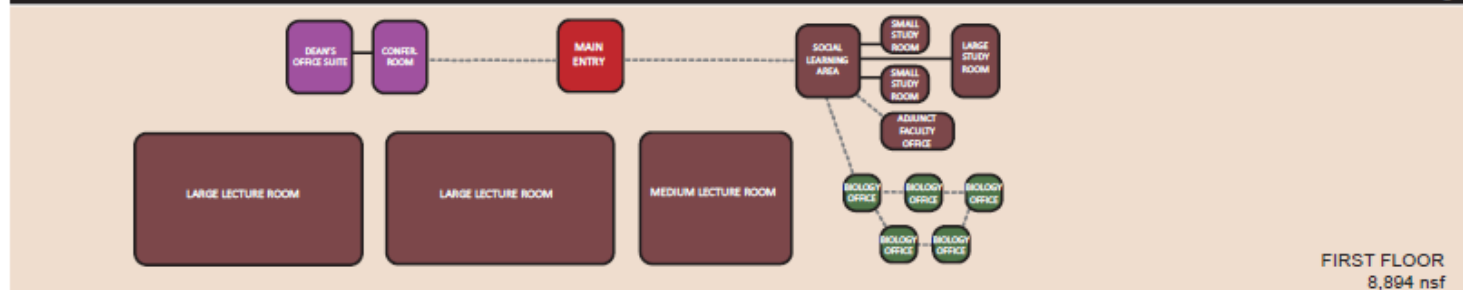 DEAN'S
OFFICE SUITE
CONFER.
ROOM
MAIN
ENTRY
SOCIAL
LEARNING
AREA
SMALL
STUDY
ROOM
LARGE
STUDY
ROOM
SMALL
STUDY
ROOM
ADJUNCT
FACULTY
OFFICE
LARGE LECTURE ROOM
LARGE LECTURE ROOM
MEDIUM LECTURE ROOM
BIOLOGY
OFFICE
BIOLOGY
OFFICE
BIOLOGY
OFFICE
BIOLOGY
OFFICE
BIOLOGY
OFFICE
FIRST FLOOR
8,894 nsf